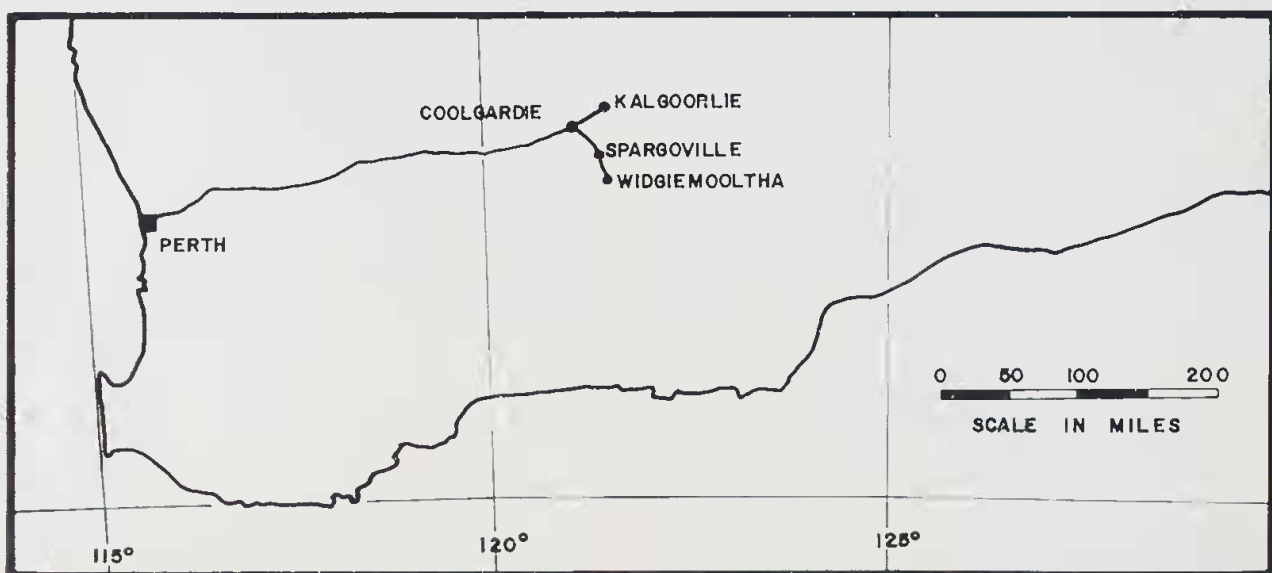 KALGOORLIE
COOLGARDIE
SPARGOVILLE
WIDGIEMOOLTHA
PERTH
0 50 100 200
SCALE IN MILES
115° 120° 125°